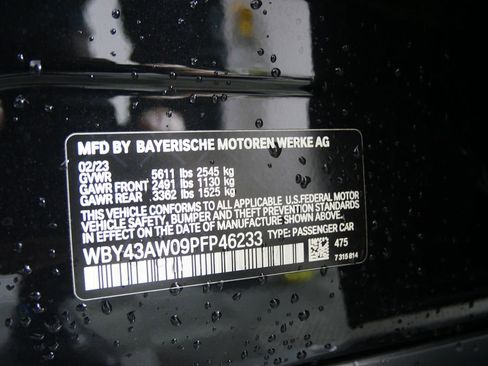 MFD BY BAYERISCHE MOTOREN WERKE AG
02/23
GVWR 5611 lbs 2545 kg
GAWR FRONT 2491 lbs 1130 kg
GAWR REAR 3362 lbs 1525 kg
THIS VEHICLE CONFORMS TO ALL APPLICABLE U.S.FEDERAL MOTOR
VEHICLE SAFETY, BUMPER AND THEFT PREVENTION STANDARDS
IN EFFECT ON THE DATE OF MANUFACTURE SHOWN ABOVE.
WBY43AW09PFP46233 TYPE: PASSENGER CAR
475
7 315 814